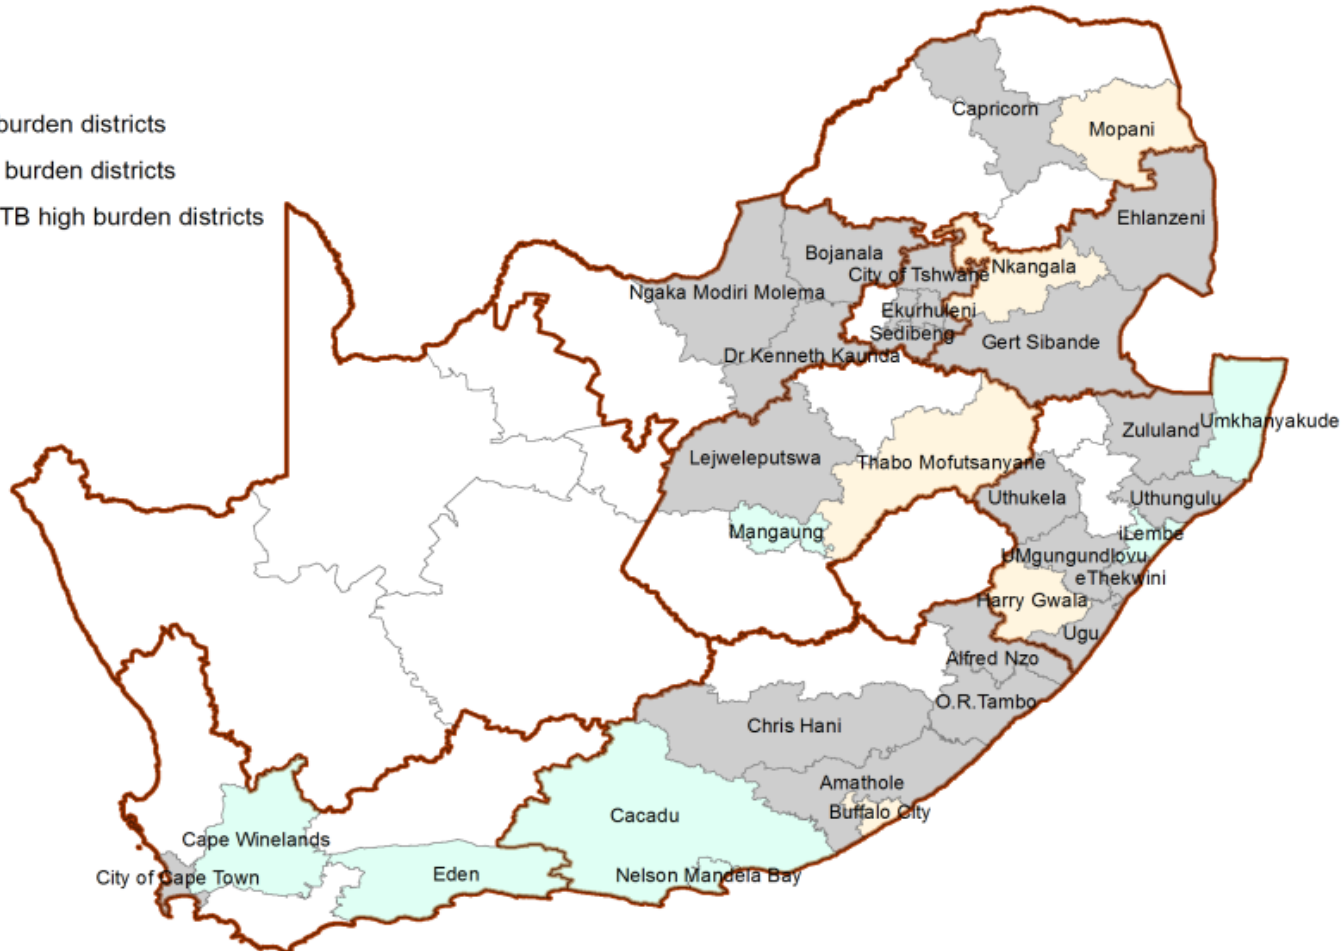 burden districts
burden districts
TB high burden districts
Capricorn
Mopani
Ehlanzeni
Bojanala
City of Tshwane
Nkangala
Ngaka Modiri Molema
Ekurhuleni
Sedibeng
Gert Sibande
Dr Kenneth Kaunda
Umkhanyakude
Zululand
Lejweleputswa
Thabo Mofutsanyane
Uthukela
Uthungulu
Mangaung
iLembe
UMgungundlovu
eThekwini
Harry Gwala
Ugu
Alfred Nzo
O.R.Tambo
Chris Hani
Amathole
Buffalo City
Cacadu
Cape Winelands
Eden
Nelson Mandela Bay
City of Cape Town